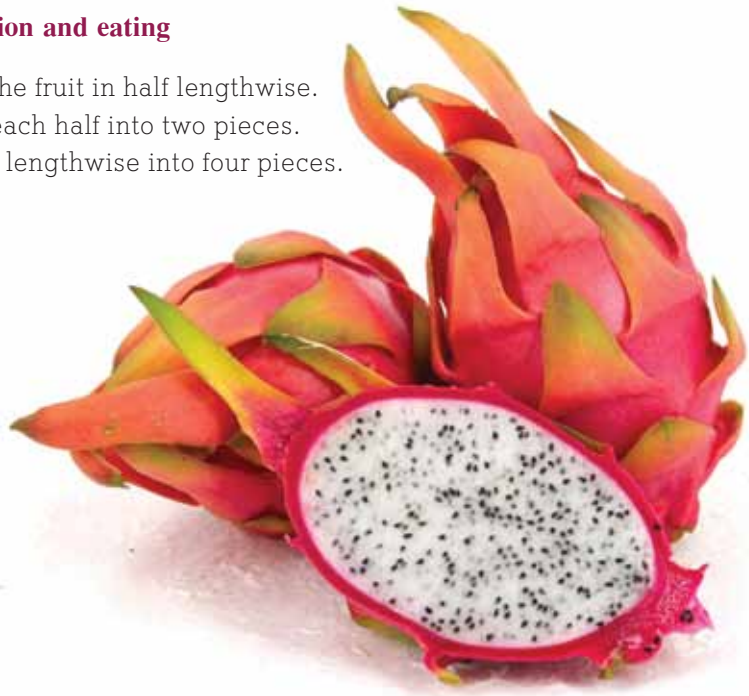 ion and eating
he fruit in half lengthwise.
each half into two pieces.
lengthwise into four pieces.